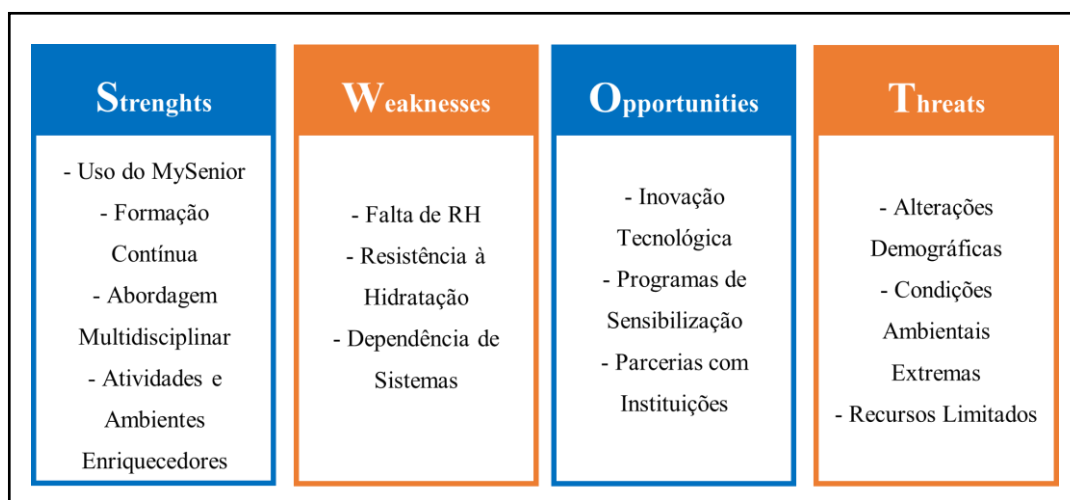 Strenghts
- Uso do MySenior
- Formação
Contínua
- Abordagem
Multidisciplinar
- Atividades e
Ambientes
Enriquecedores
Weaknesses
- Falta de RH
- Resistência à
Hidratação
- Dependência de
Sistemas
Opportunities
- Inovação
Tecnológica
- Programas de
Sensibilização
- Parcerias com
Instituições
Threats
- Alterações
Demográficas
- Condições
Ambientais
Extremas
- Recursos Limitados